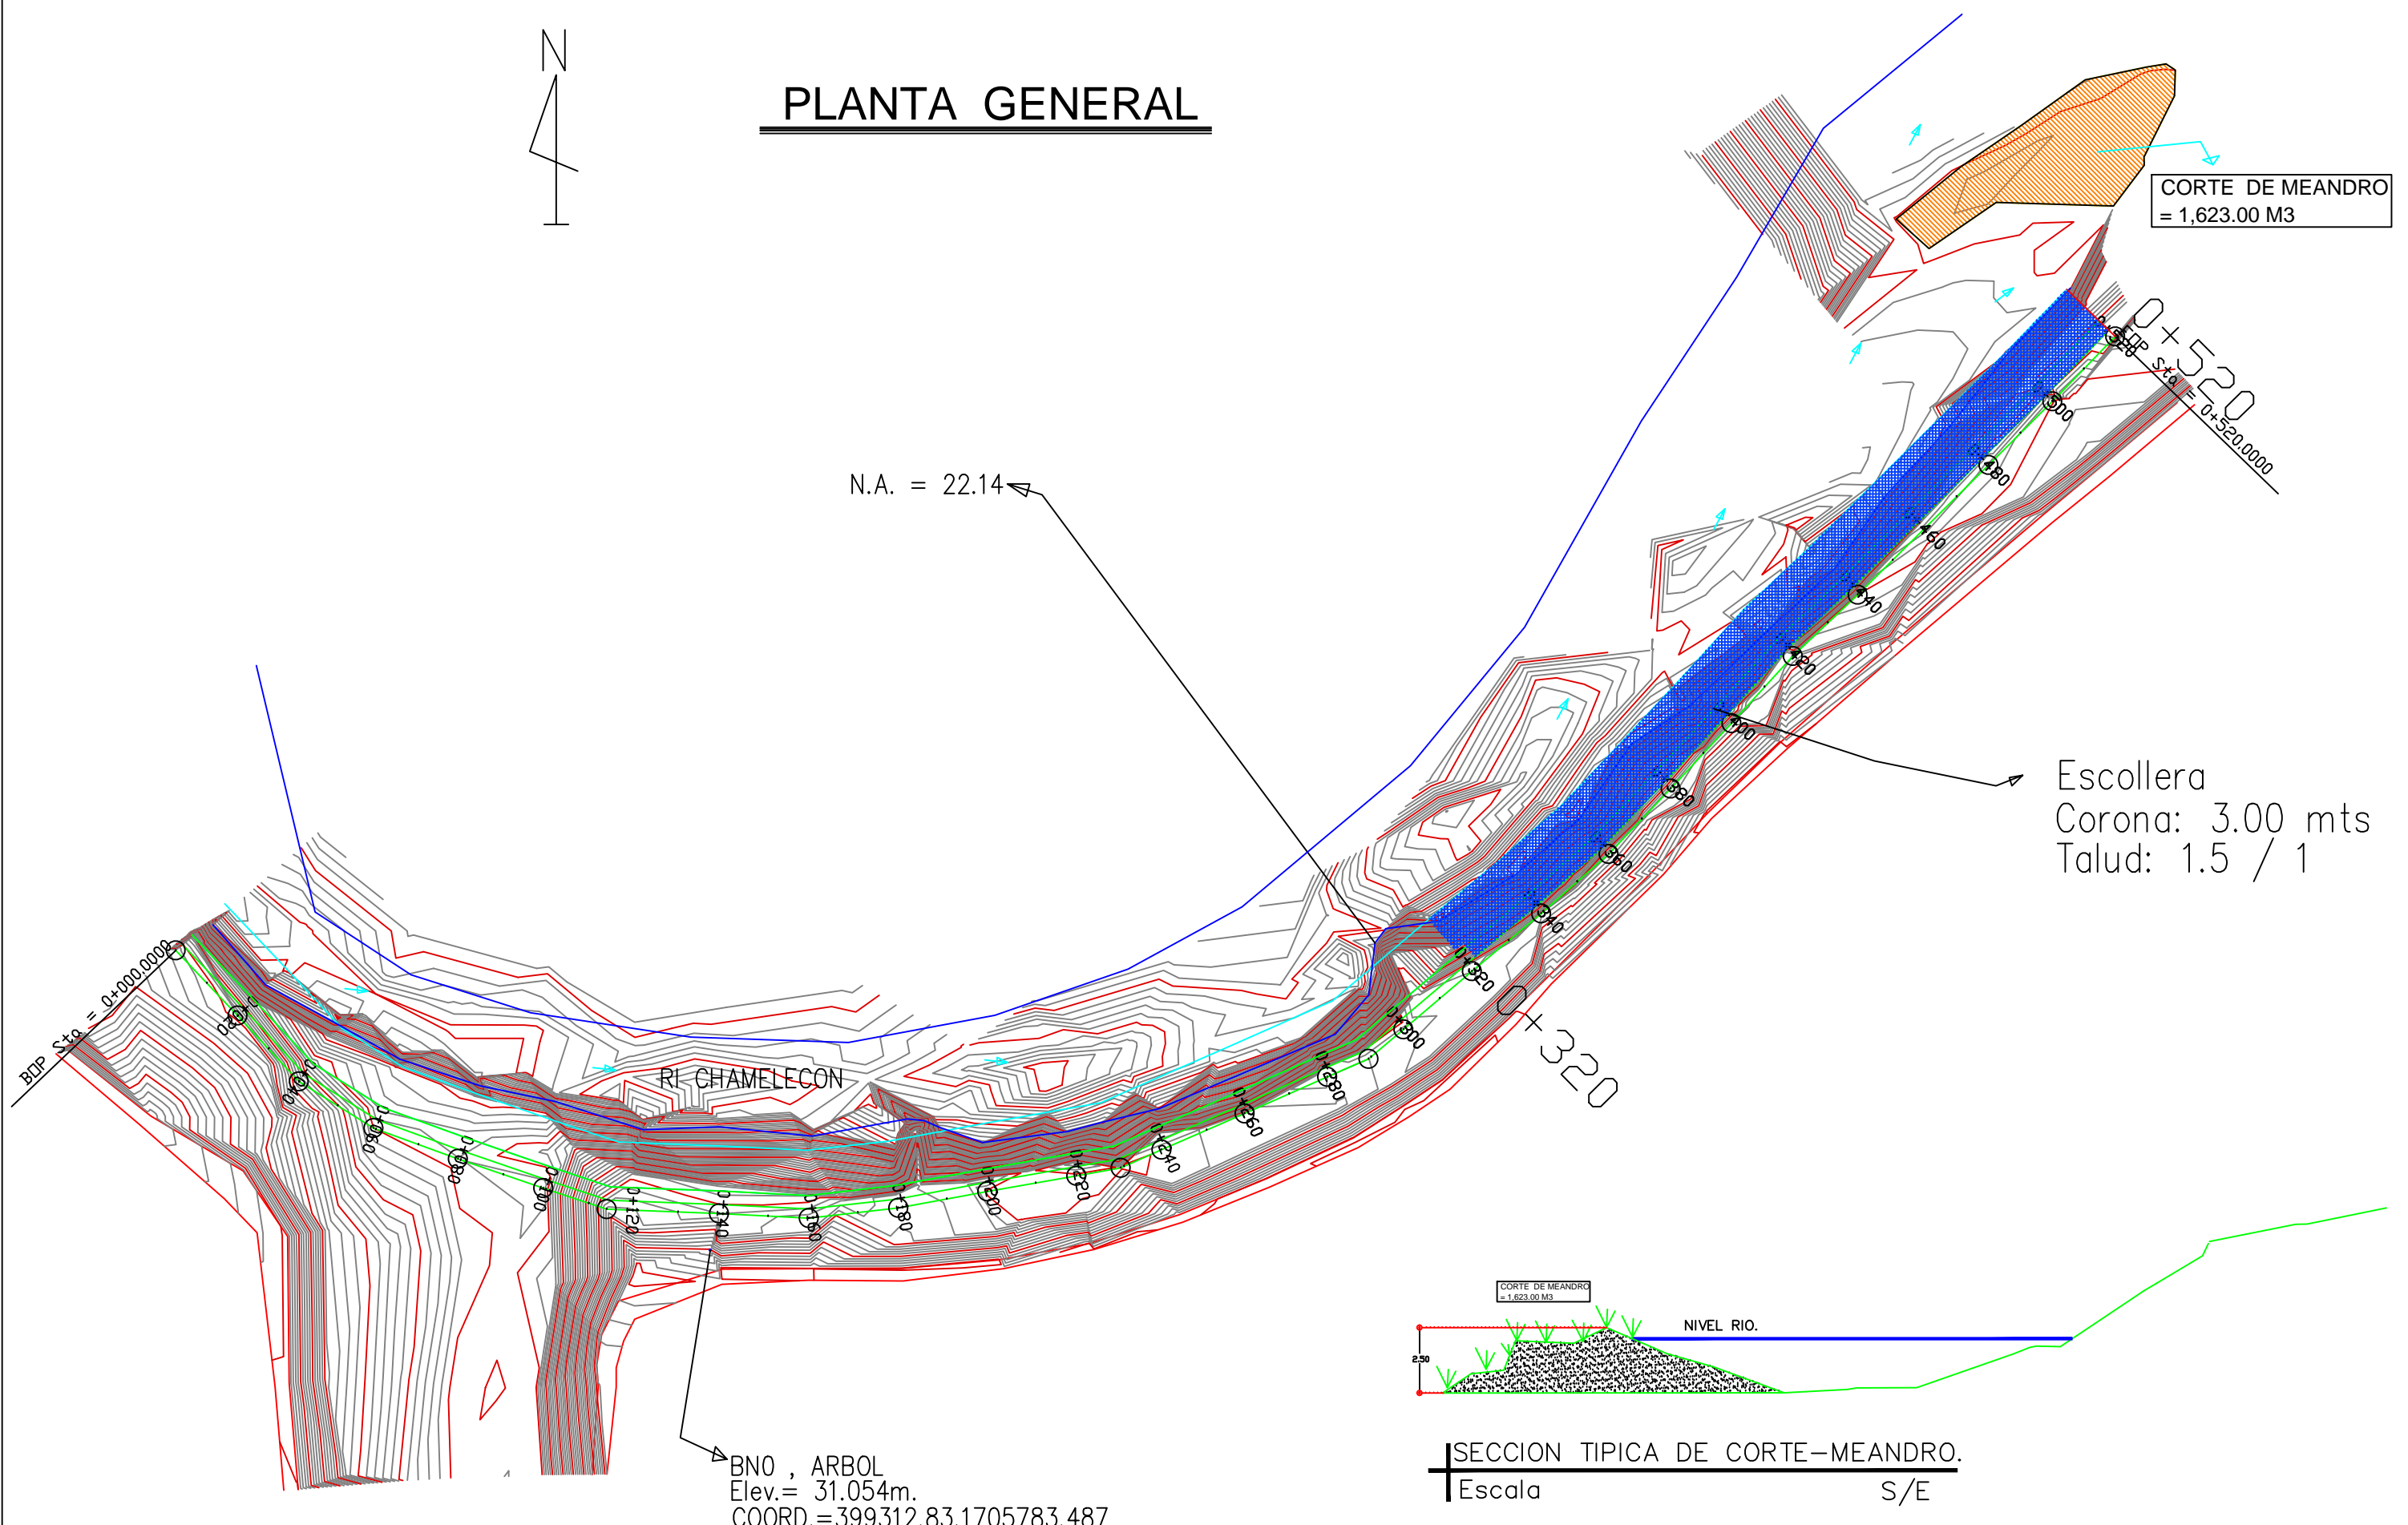 N
PLANTA GENERAL
CORTE DE MEANDRO
= 1,623.00 M3
0+520
EOP Sta = 0+520.0000
N.A. = 22.14
Escollera
Corona: 3.00 mts
Talud: 1.5 / 1
0+520
0+500
0+480
0+460
0+440
0+420
0+400
0+380
0+360
0+340
0+320
0+320
0+300
0+280
0+260
0+240
0+220
0+200
0+180
0+160
0+140
0+120
0+100
0+080
0+060
0+040
0+020
BOP Sta = 0+000.0000
RI CHAMELECON
BN0 , ARBOL
Elev.= 31.054m.
COORD.=399312.83,1705783.487
CORTE DE MEANDRO
= 1,623.00 M3
NIVEL RIO.
2.50
SECCION TIPICA DE CORTE-MEANDRO.
Escala S/E